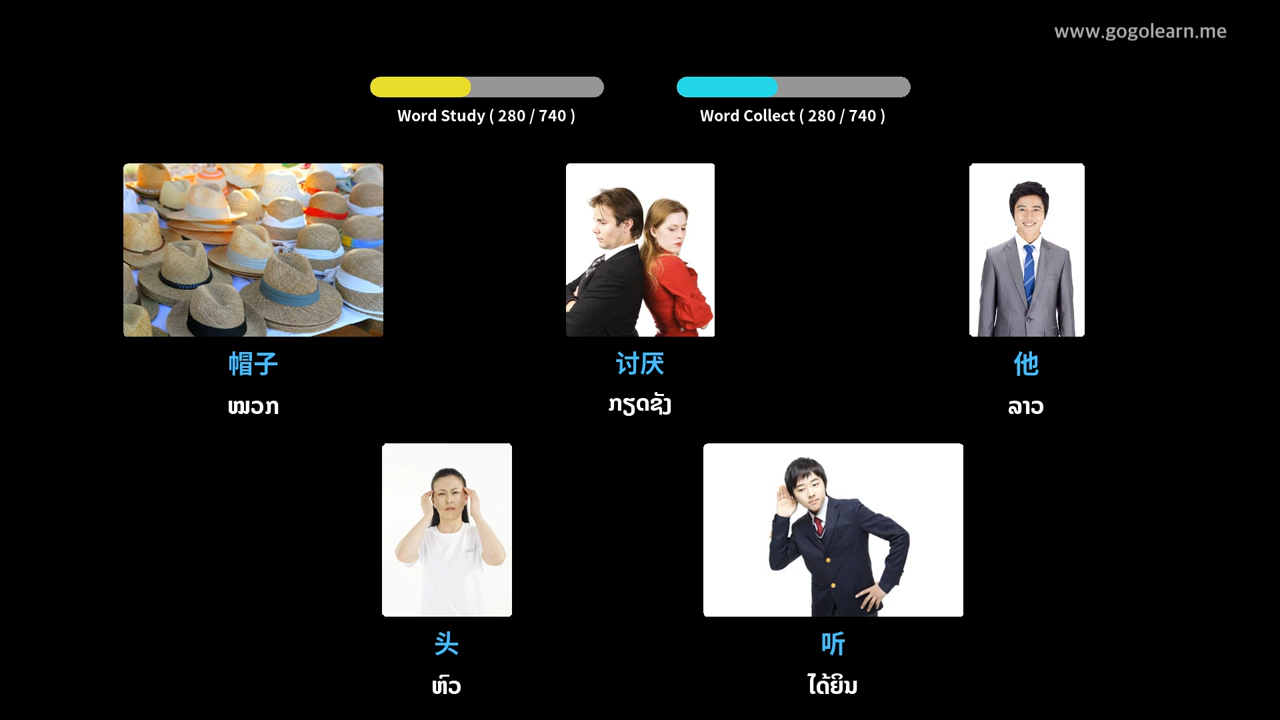 www.gogolearn.me
Word Study ( 280 / 740 )
Word Collect ( 280 / 740 )
帽子
讨厌
他
ໝວກ
ກຽດຊັງ
ລາວ
头
听
ຫົວ
ໄດ້ຍິນ